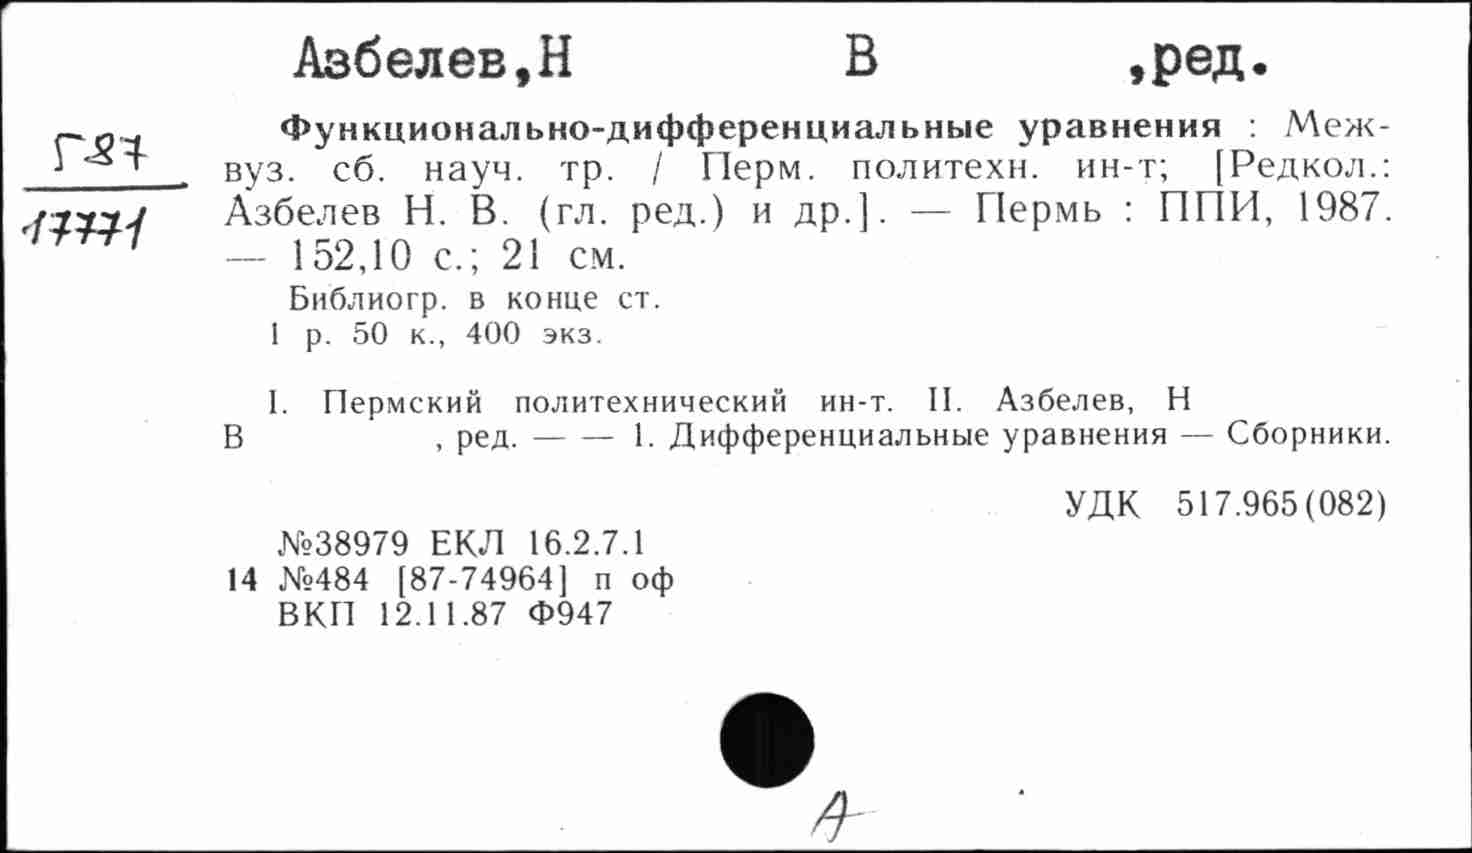 Азбелев,Н В ,ред.
Г87
17771
Функционально-дифференциальные уравнения : Меж-
вуз. сб. науч. тр. / Перм. политехн. ин-т; [Редкол.:
Азбелев Н. В. (гл. ред.) и др.]. — Пермь : ППИ, 1987.
— 152,10 с.; 21 см.
Библиогр. в конце ст.
1 р. 50 к., 400 экз.
I. Пермский политехнический ин-т. II. Азбелев, Н
В , ред. — — 1. Дифференциальные уравнения — Сборники.
УДК 517.965(082)
№38979 ЕКЛ 16.2.7.1
14 №484 [87-74964] п оф
ВКП 12.11.87 Ф947
А